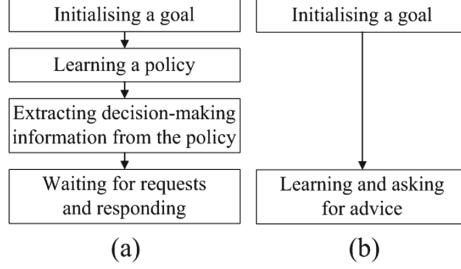 Initialising a goal
Learning a policy
Extracting decision-making
information from the policy
Waiting for requests
and responding
(a)
Initialising a goal
Learning and asking
for advice
(b)